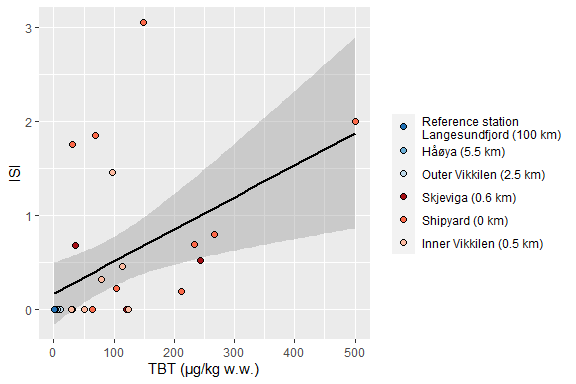 3
2
1
0
ISI
0
100
200
300
400
500
TBT (µg/kg w.w.)
Reference station
Langesundfjord (100 km)
Håøya (5.5 km)
Outer Vikkilen (2.5 km)
Skjeviga (0.6 km)
Shipyard (0 km)
Inner Vikkilen (0.5 km)